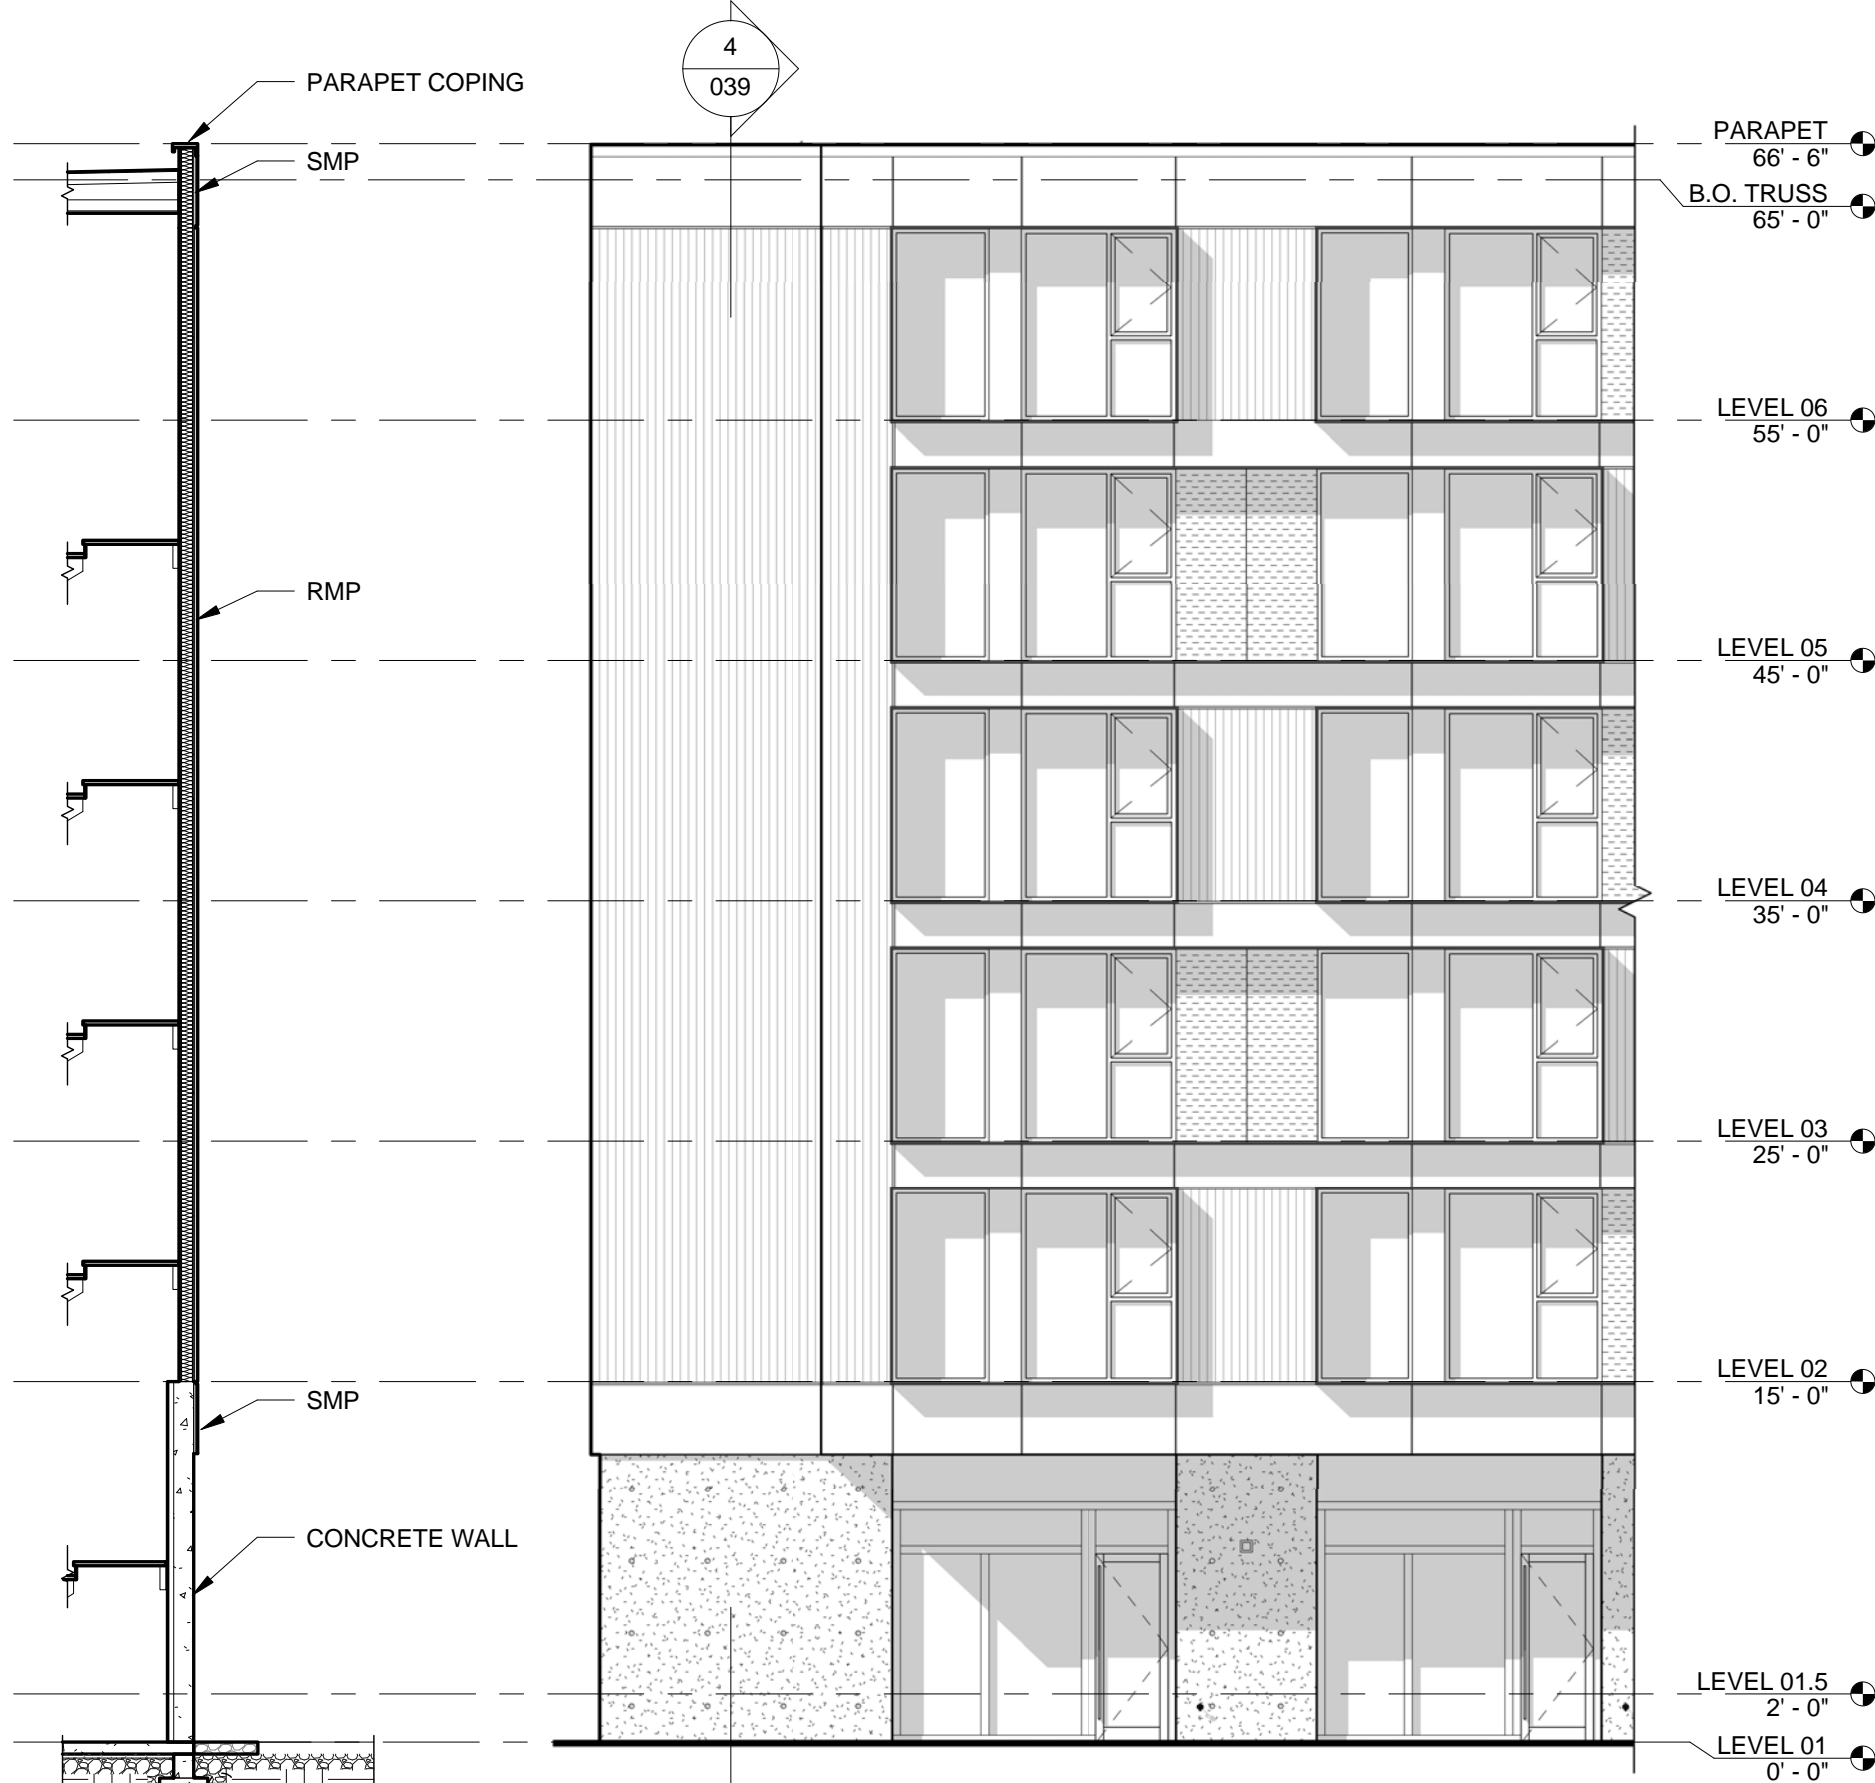 4
039
PARAPET COPING
SMP
PARAPET
66' - 6"
B.O. TRUSS
65' - 0"
LEVEL 06
55' - 0"
RMP
LEVEL 05
45' - 0"
LEVEL 04
35' - 0"
LEVEL 03
25' - 0"
LEVEL 02
15' - 0"
SMP
CONCRETE WALL
LEVEL 01.5
2' - 0"
LEVEL 01
0' - 0"